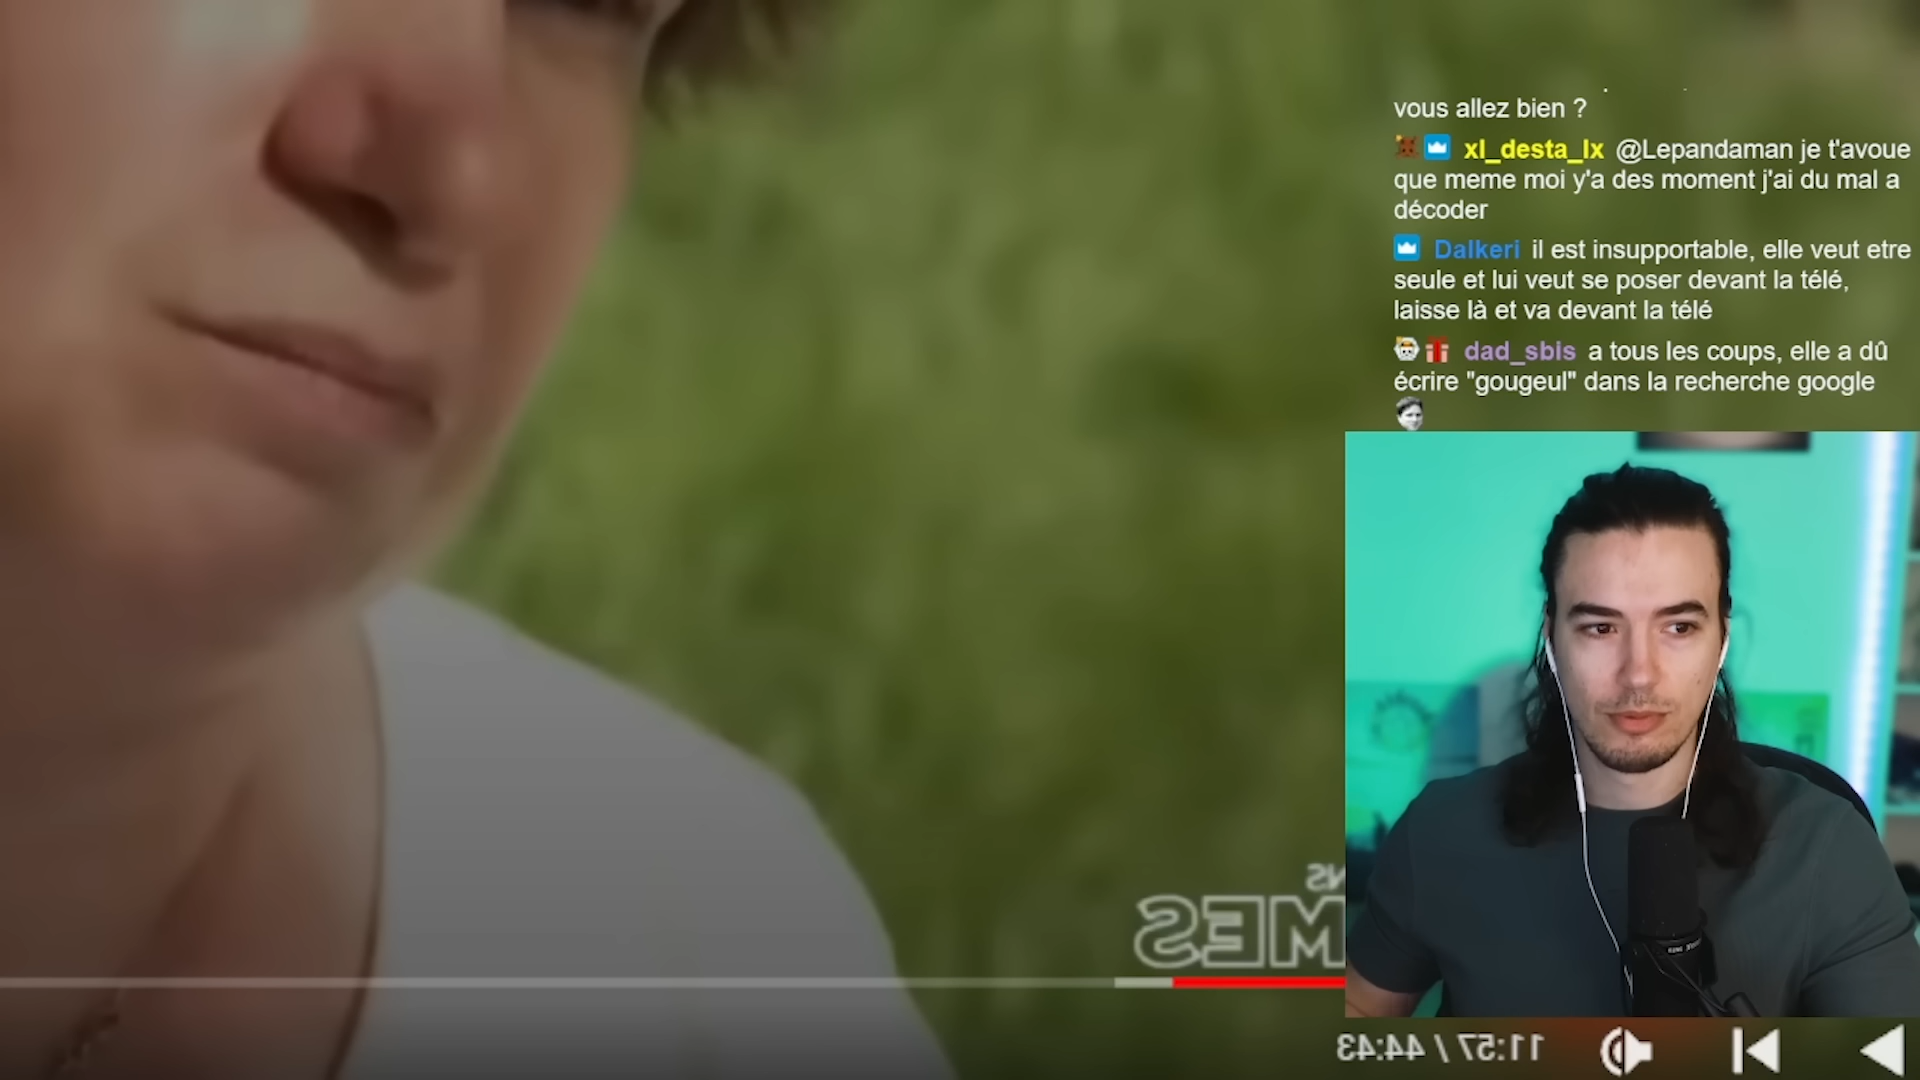 vous allez bien ?
xl_desta_lx @Lepandaman je t'avoue
que meme moi y'a des moment j'ai du mal a
décoder
Dalkeri il est insupportable, elle veut etre
seule et lui veut se poser devant la télé,
laisse là et va devant la télé
dad_sbis a tous les coups, elle a dû
écrire "gougeul" dans la recherche google
NS
MES
11:57 / 44:43